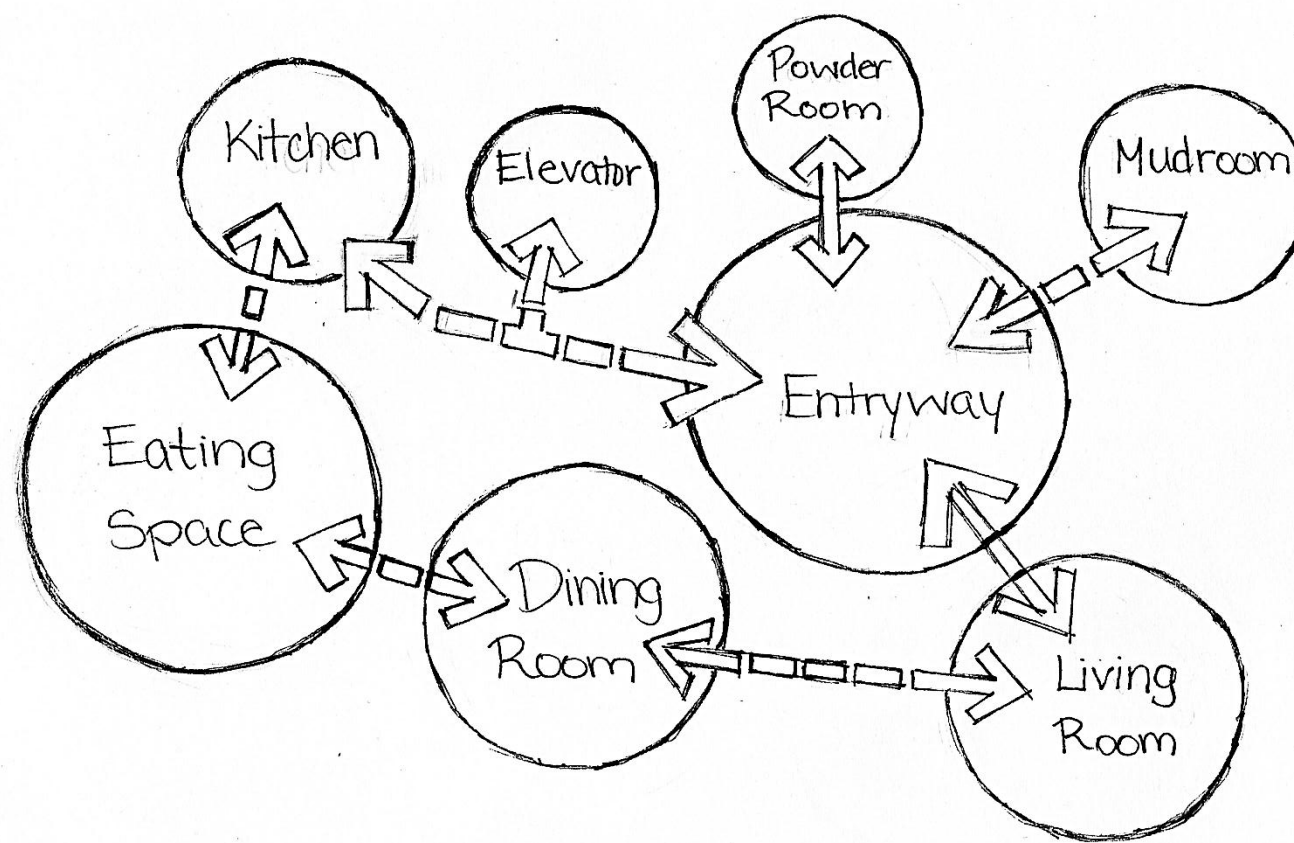 Kitchen
Elevator
Powder
Room
Mudroom
Entryway
Eating
Space
Dining
Room
Living
Room